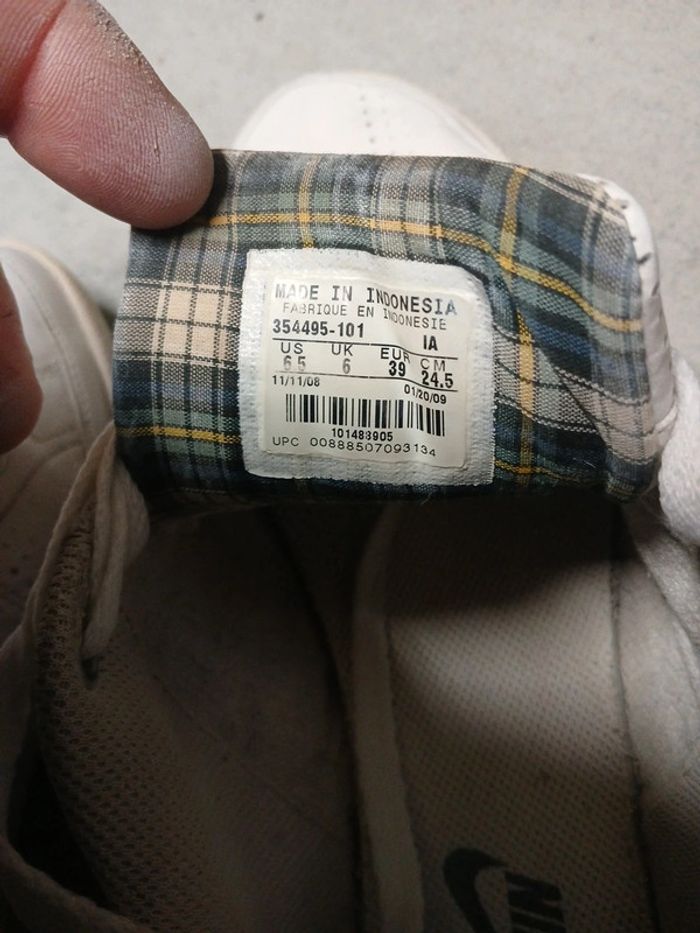 MADE IN INDONESIA
FABRIQUE EN INDONESIE
354495-101 IA
US UK EUR CM
6.5 6 39 24.5
11/11/08 01/20/09
101483905
UPC 00888507093134